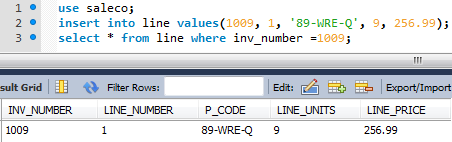 1 use saleco;
2 insert into line values(1009, 1, '89-WRE-Q', 9, 256.99);
3 select * from line where inv_number =1009;
sult Grid Filter Rows: Edit: Export/Import
INV_NUMBER LINE_NUMBER P_CODE LINE_UNITS LINE_PRICE
1009 1 89-WRE-Q 9 256.99